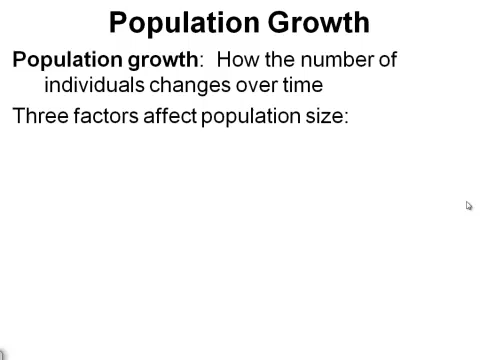 Population Growth
Population growth:  How the number of
individuals changes over time
Three factors affect population size: